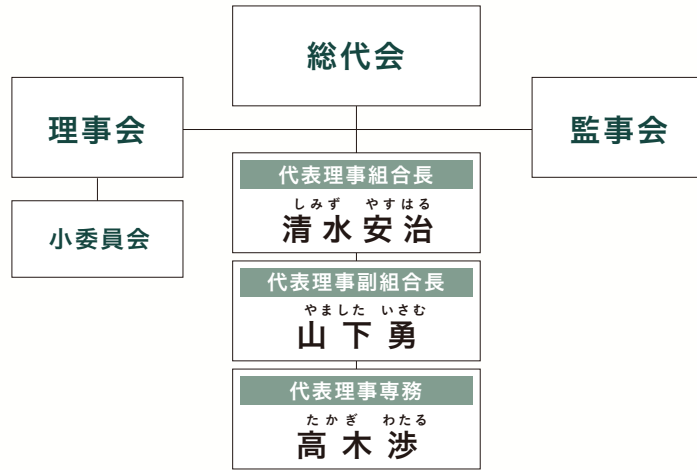 総代会
理事会
監事会
小委員会
代表理事組合長
しみず やすはる
清水安治
代表理事副組合長
やました いさむ
山下勇
代表理事専務
たかぎ わたる
高木渉